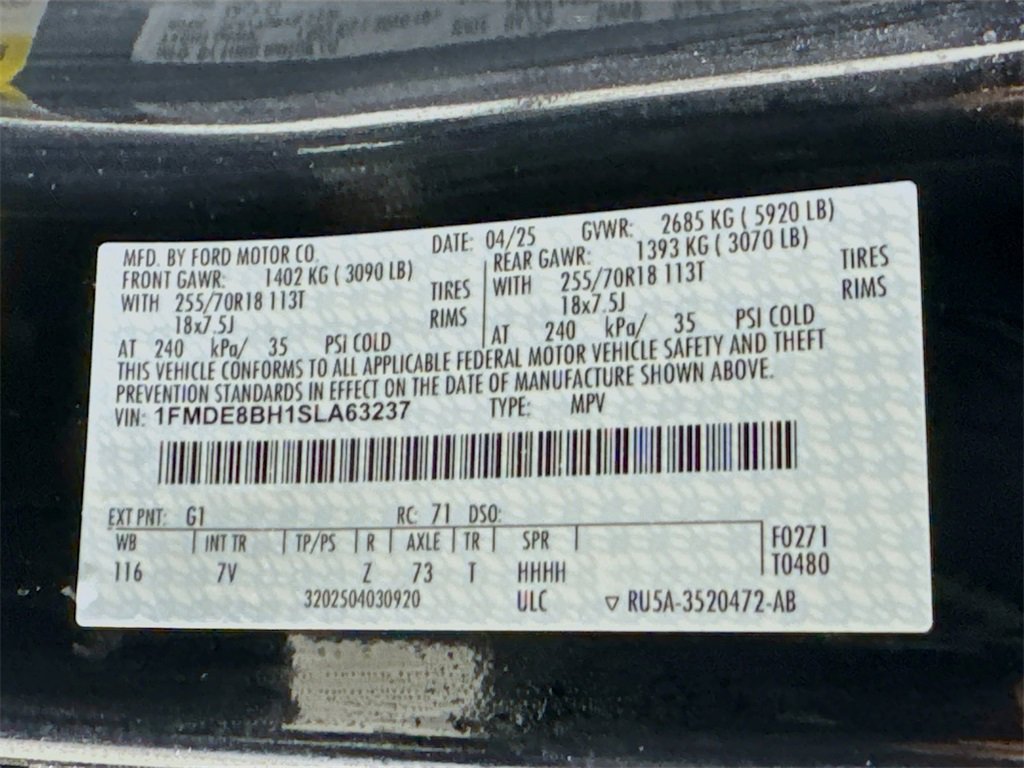 MFD. BY FORD MOTOR CO. DATE: 04/25 GVWR: 2685 KG ( 5920 LB)
FRONT GAWR: 1402 KG ( 3090 LB) REAR GAWR: 1393 KG ( 3070 LB)
WITH 255/70R18 113T TIRES WITH 255/70R18 113T TIRES
18x7.5J RIMS 18x7.5J RIMS
AT 240 kPa/ 35 PSI COLD AT 240 kPa/ 35 PSI COLD
THIS VEHICLE CONFORMS TO ALL APPLICABLE FEDERAL MOTOR VEHICLE SAFETY AND THEFT
PREVENTION STANDARDS IN EFFECT ON THE DATE OF MANUFACTURE SHOWN ABOVE.
VIN: 1FMDE8BH1SLA63237 TYPE: MPV
EXT PNT: G1 RC: 71 DSO:
WB INT TR TP/PS R AXLE TR SPR F0271
116 7V Z 73 T HHHH T0480
3202504030920 ULC ▽ RU5A-3520472-AB